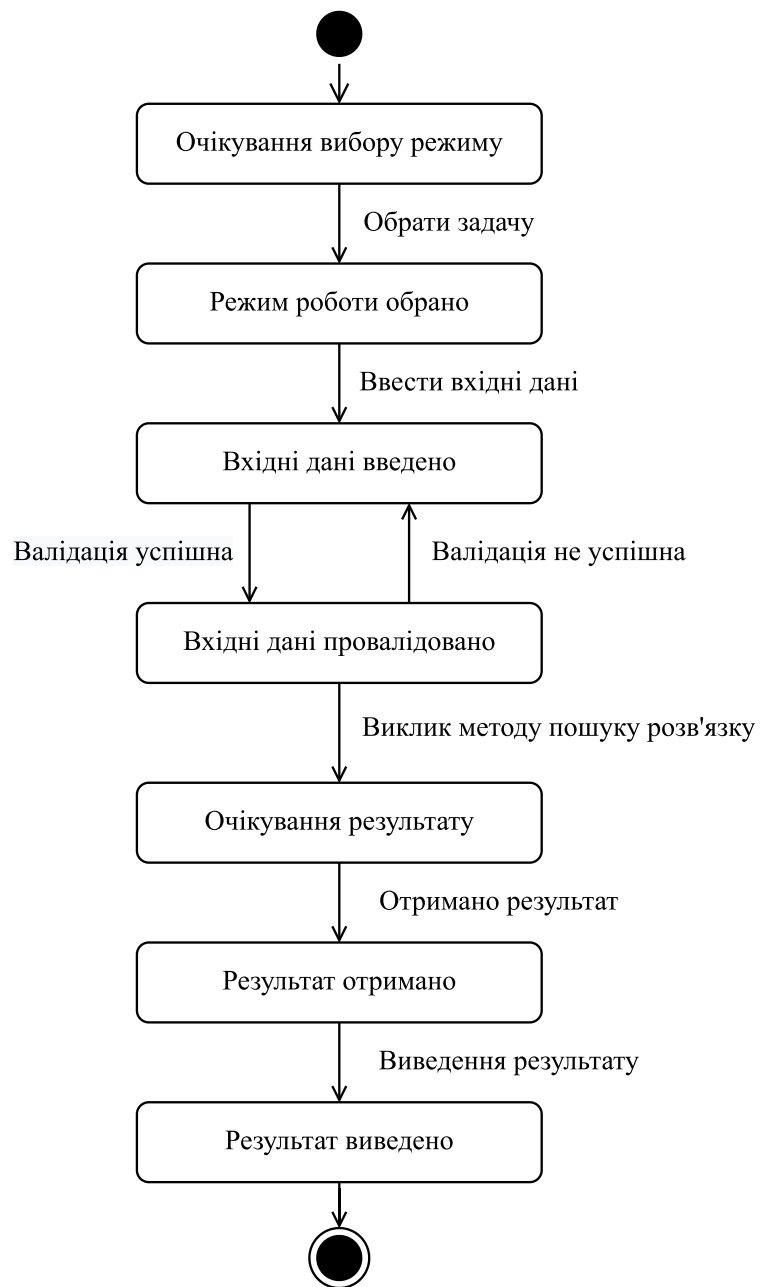 Очікування вибору режиму
Обрати задачу
Режим роботи обрано
Ввести вхідні дані
Вхідні дані введено
Валідація успішна
Валідація не успішна
Вхідні дані провалідовано
Виклик методу пошуку розв'язку
Очікування результату
Отримано результат
Результат отримано
Виведення результату
Результат виведено